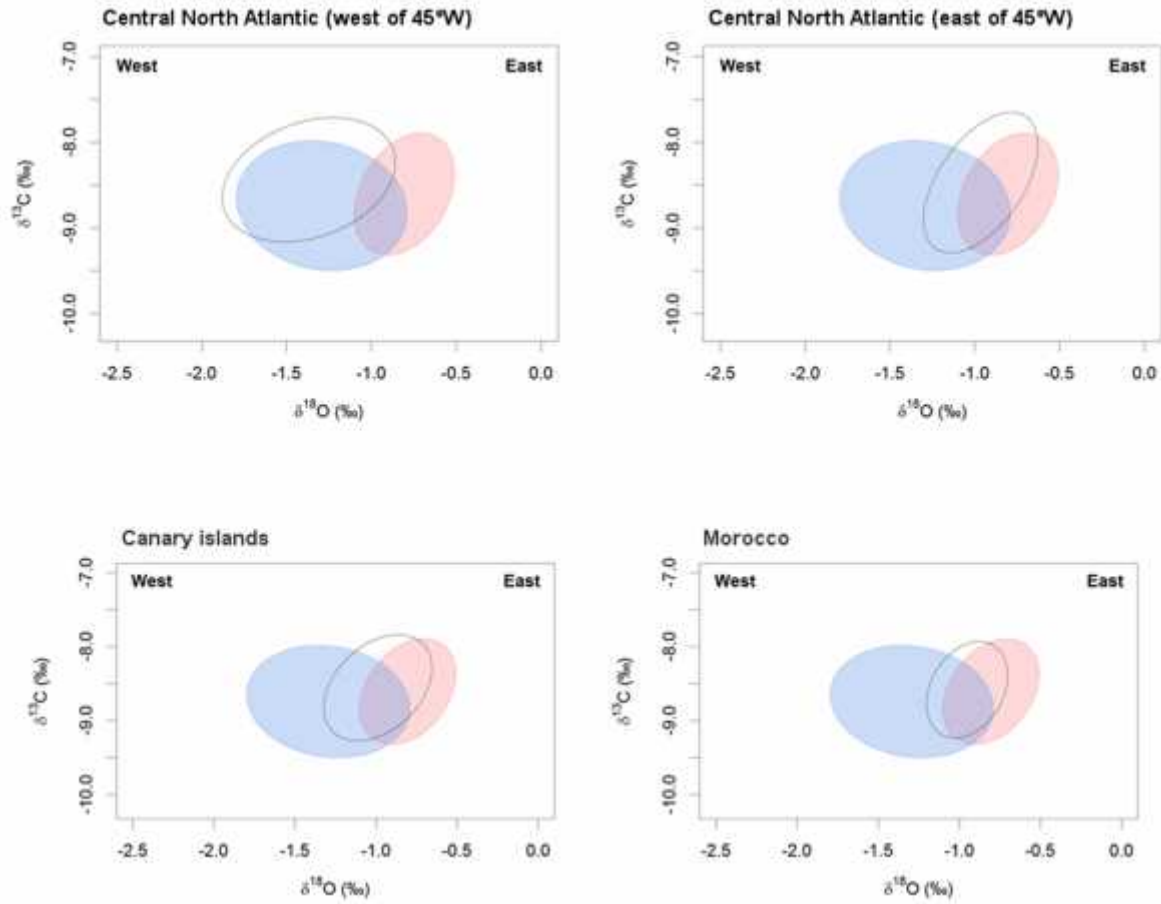 Central North Atlantic (west of 45°W)
West East
-7.0
-8.0
-9.0
-10.0
δ¹³C (‰)
-2.5 -2.0 -1.5 -1.0 -0.5 0.0
δ¹⁸O (‰)
Central North Atlantic (east of 45°W)
West East
-7.0
-8.0
-9.0
-10.0
δ¹³C (‰)
-2.5 -2.0 -1.5 -1.0 -0.5 0.0
δ¹⁸O (‰)
Canary islands
West East
-7.0
-8.0
-9.0
-10.0
δ¹³C (‰)
-2.5 -2.0 -1.5 -1.0 -0.5 0.0
δ¹⁸O (‰)
Morocco
West East
-7.0
-8.0
-9.0
-10.0
δ¹³C (‰)
-2.5 -2.0 -1.5 -1.0 -0.5 0.0
δ¹⁸O (‰)